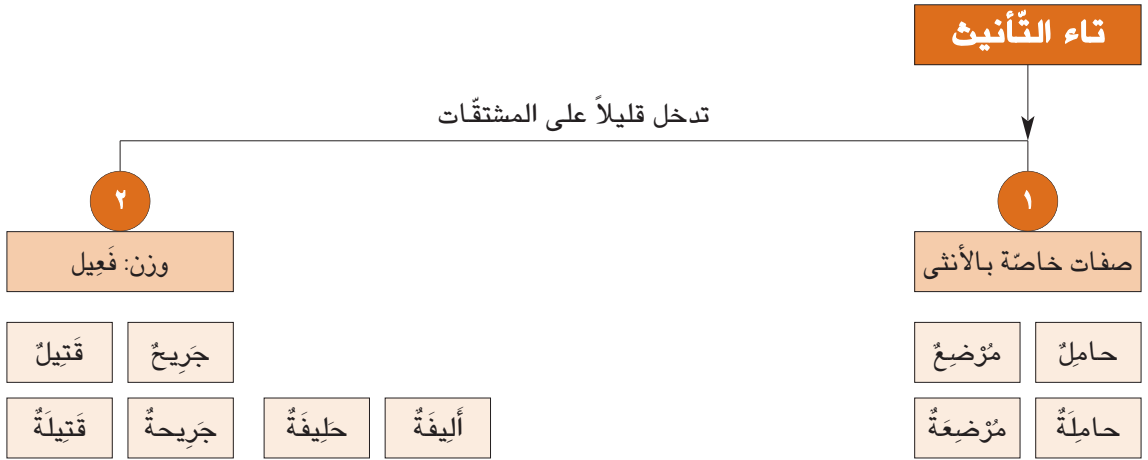 تاء التّأنيث
تدخل قليلاً على المشتقّات
١
٢
صفات خاصّة بالأنثى
وزن: فَعِيل
حامِلٌ
مُرْضِعٌ
جَرِيحٌ
قَتِيلٌ
حامِلَةٌ
مُرْضِعَةٌ
أَلِيفَةٌ
حَلِيفَةٌ
جَرِيحةٌ
قَتِيلَةٌ